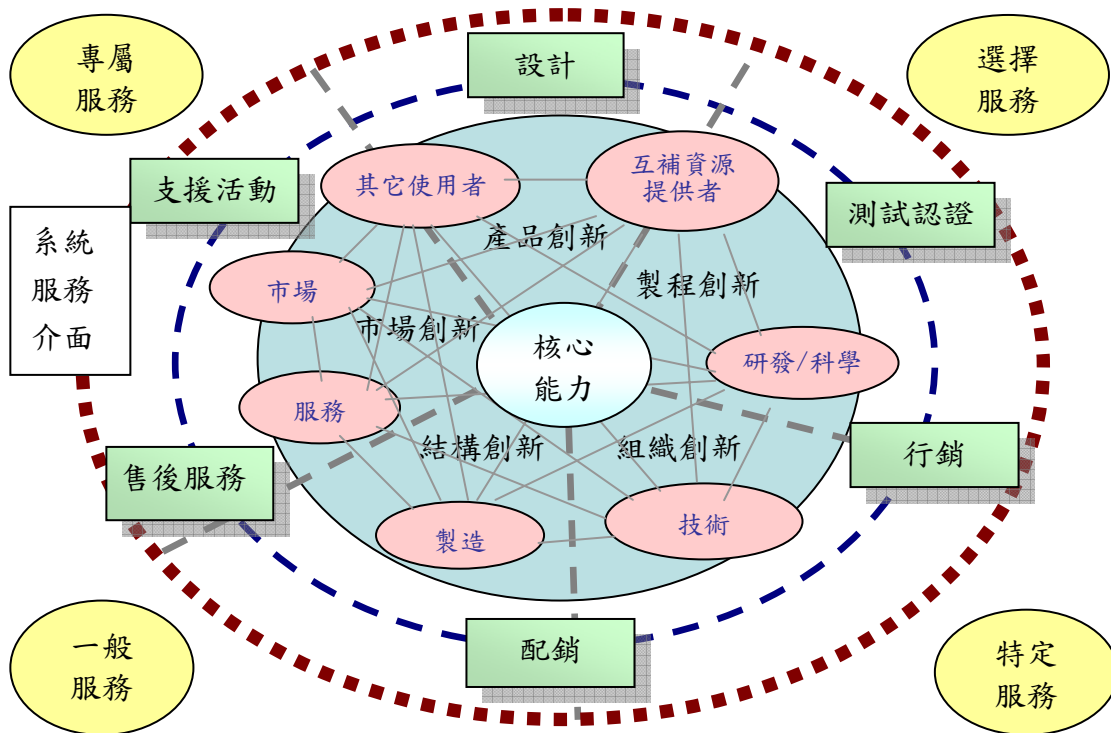 專屬
服務
設計
選擇
服務
互補資源
提供者
其它使用者
支援活動
測試認證
系統
服務
介面
產品創新
製程創新
市場
市場創新
核心
能力
研發/科學
服務
結構創新
組織創新
行銷
售後服務
製造
技術
配銷
一般
服務
特定
服務